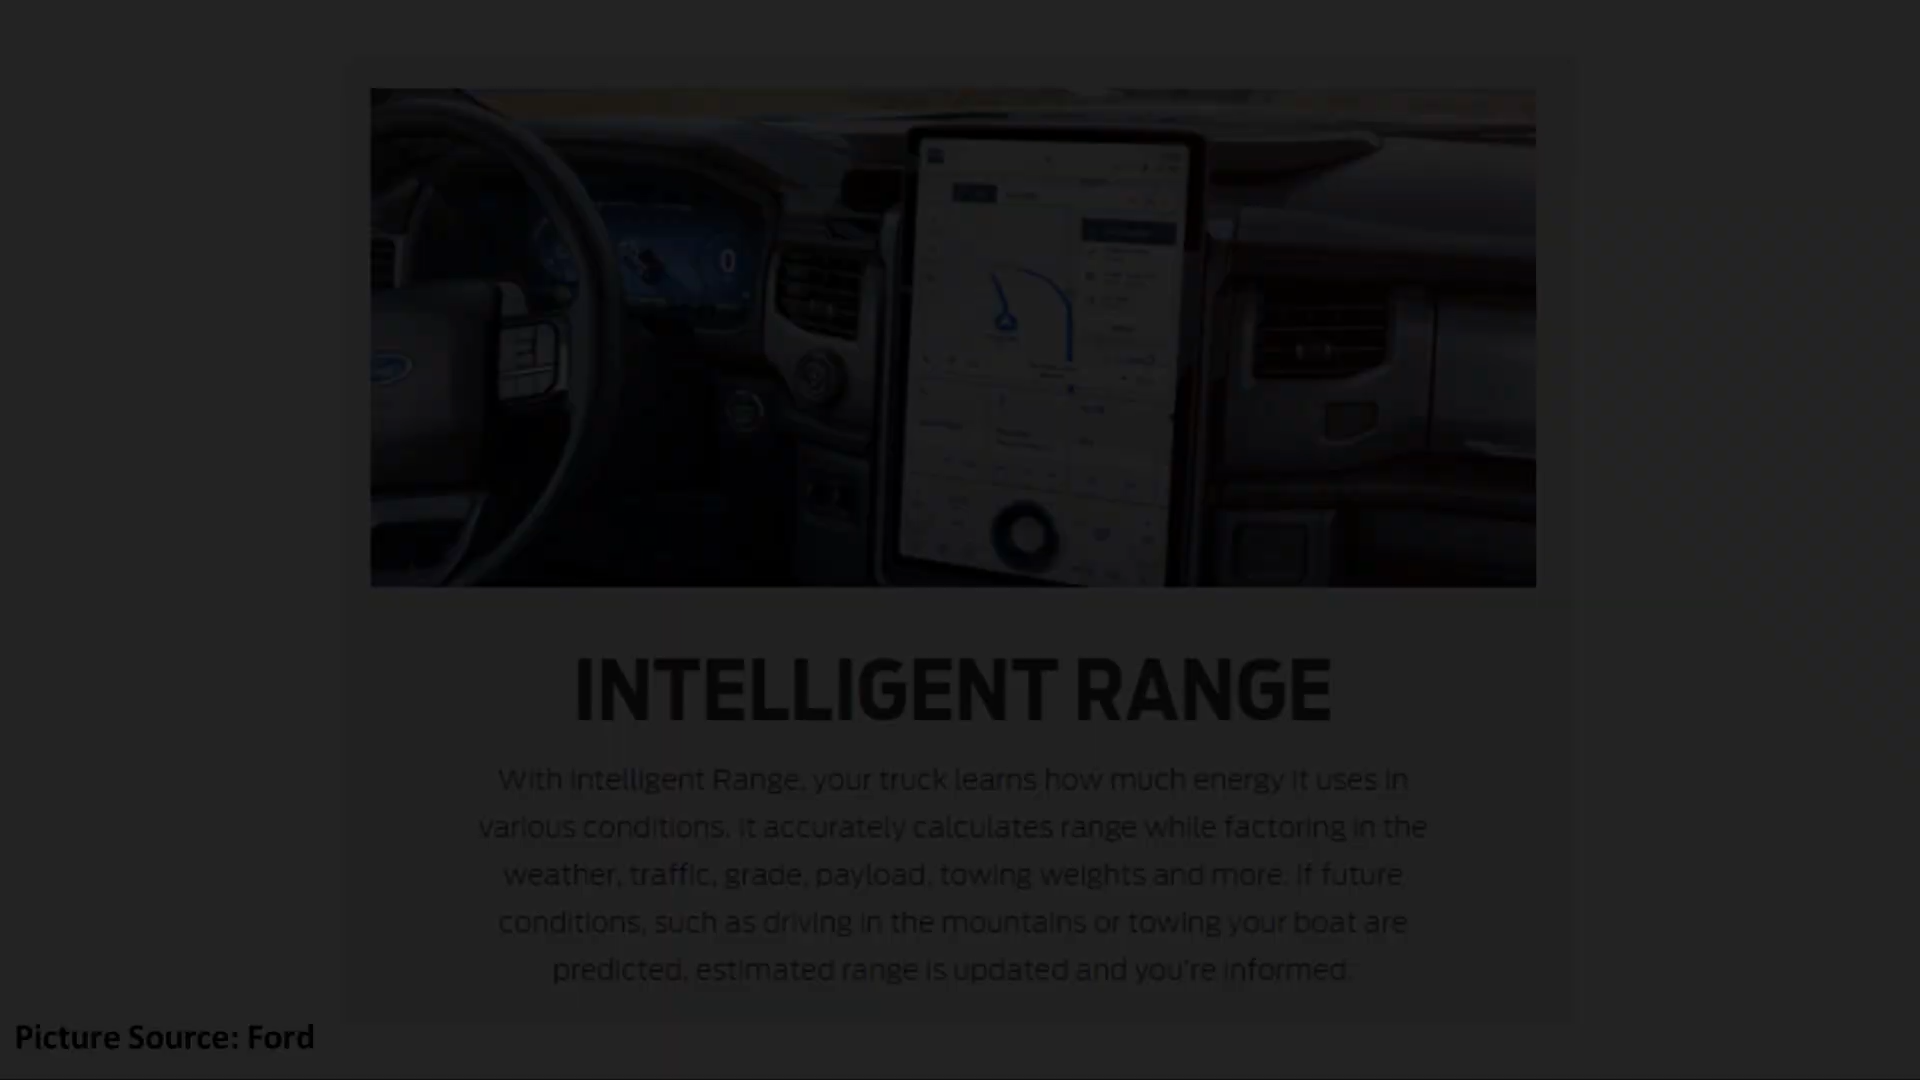 0
INTELLIGENT RANGE
With Intelligent Range, your truck learns how much energy it uses in
various conditions. It accurately calculates range while factoring in the
weather, traffic, grade, payload, towing weights and more. If future
conditions, such as driving in the mountains or towing your boat are
predicted, estimated range is updated and you're informed.
Picture Source: Ford